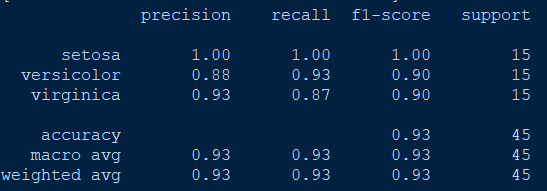 precision recall f1-score support
setosa 1.00 1.00 1.00 15
versicolor 0.88 0.93 0.90 15
virginica 0.93 0.87 0.90 15
accuracy 0.93 45
macro avg 0.93 0.93 0.93 45
weighted avg 0.93 0.93 0.93 45